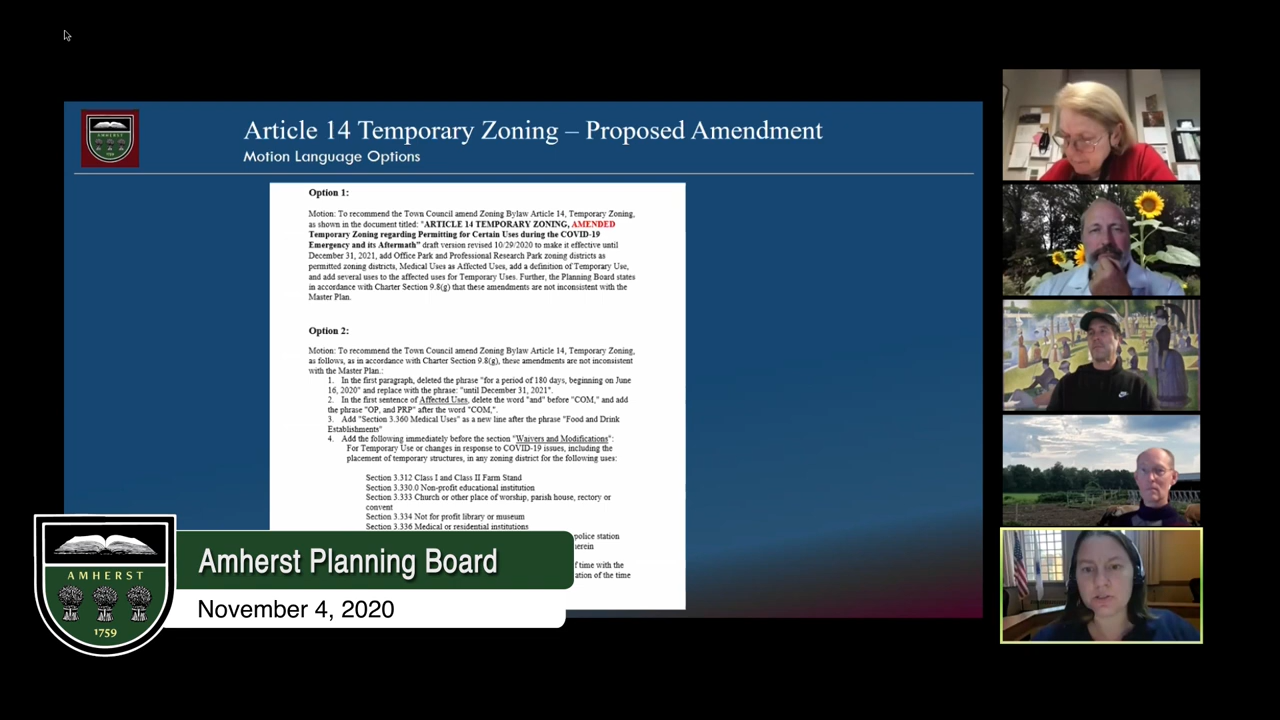 Article 14 Temporary Zoning – Proposed Amendment
Motion Language Options
Option 1:
Motion: To recommend the Town Council amend Zoning Bylaw Article 14, Temporary Zoning,
as shown in the document titled: "ARTICLE 14 TEMPORARY ZONING, AMENDED
Temporary Zoning regarding Permitting for Certain Uses during the COVID-19
Emergency and its Aftermath" draft version revised 10/29/2020 to make it effective until
December 31, 2021, add Office Park and Professional Research Park zoning districts as
permitted zoning districts, Medical Uses as Affected Uses, add a definition of Temporary Use,
and add several uses to the affected uses for Temporary Uses. Further, the Planning Board states
in accordance with Charter Section 9.8(g) that these amendments are not inconsistent with the
Master Plan.
Option 2:
Motion: To recommend the Town Council amend Zoning Bylaw Article 14, Temporary Zoning,
as follows, as in accordance with Charter Section 9.8(g), these amendments are not inconsistent
with the Master Plan.:
1. In the first paragraph, deleted the phrase "for a period of 180 days, beginning on June
16, 2020" and replace with the phrase: "until December 31, 2021".
2. In the first sentence of Affected Uses, delete the word "and" before "COM," and add
the phrase "OP, and PRP" after the word "COM,".
3. Add "Section 3.360 Medical Uses" as a new line after the phrase "Food and Drink
Establishments"
4. Add the following immediately before the section "Waivers and Modifications":
For Temporary Use or changes in response to COVID-19 issues, including the
placement of temporary structures, in any zoning district for the following uses:
Section 3.312 Class I and Class II Farm Stand
Section 3.330.0 Non-profit educational institution
Section 3.333 Church or other place of worship, parish house, rectory or
convent
Section 3.334 Not for profit library or museum
Section 3.336 Medical or residential institutions
police station
herein
of time with the
ation of the time
AMHERST
1759
Amherst Planning Board
November 4, 2020